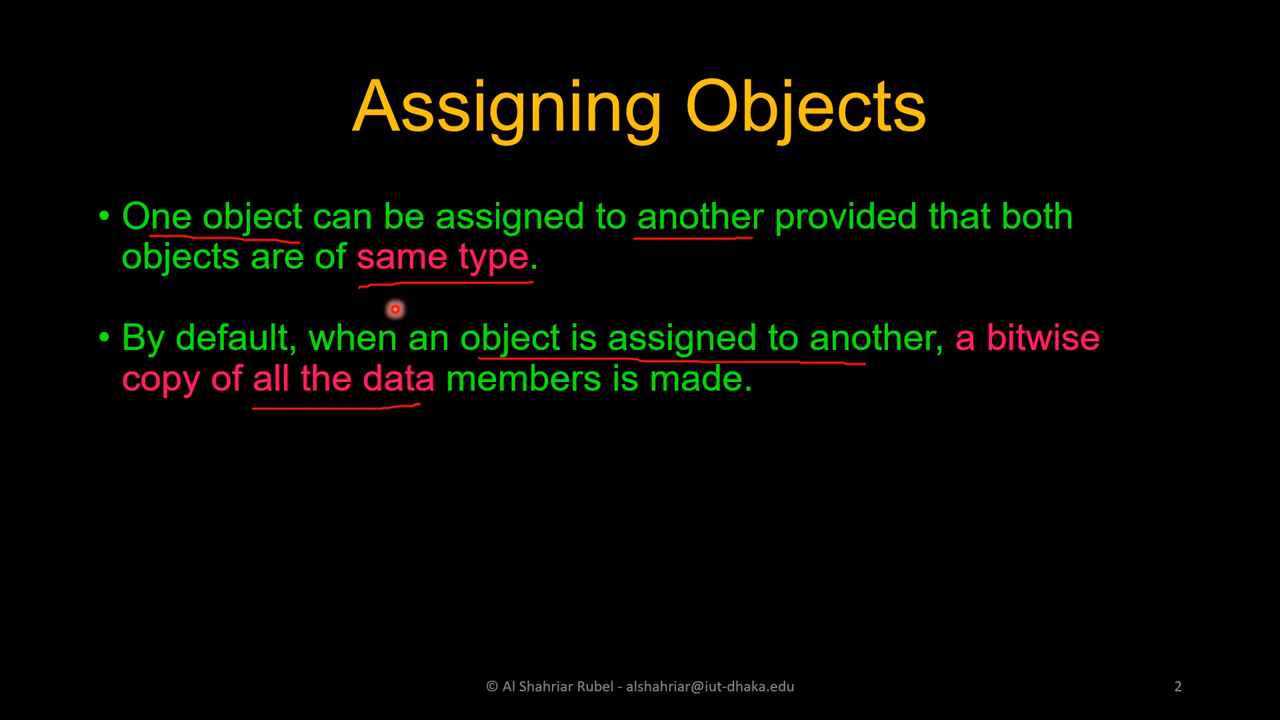 Assigning Objects
• One object can be assigned to another provided that both
objects are of same type.
• By default, when an object is assigned to another, a bitwise
copy of all the data members is made.
© Al Shahriar Rubel - alshahriar@iut-dhaka.edu
2